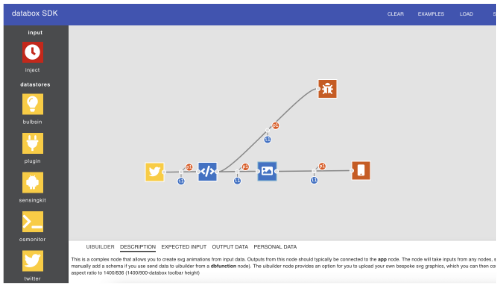 databox SDK
CLEAR EXAMPLES LOAD
input
inject
datastores
bulbsin
plugin
sensingkit
osmonitor
twitter
UIBUILDER DESCRIPTION EXPECTED INPUT OUTPUT DATA PERSONAL DATA
This is a complex node that allows you to create svg animations from input data. Outputs from this node should typically be connected to the app node. The node will take inputs from any nodes,
manually add a schema if you use send data to uibuilder from a dbfunction node). The uibuilder node provides an option for you to upload your own bespoke svg graphics, which you can then
aspect ratio to 1400/800 (1400/800-databox toolbar height)